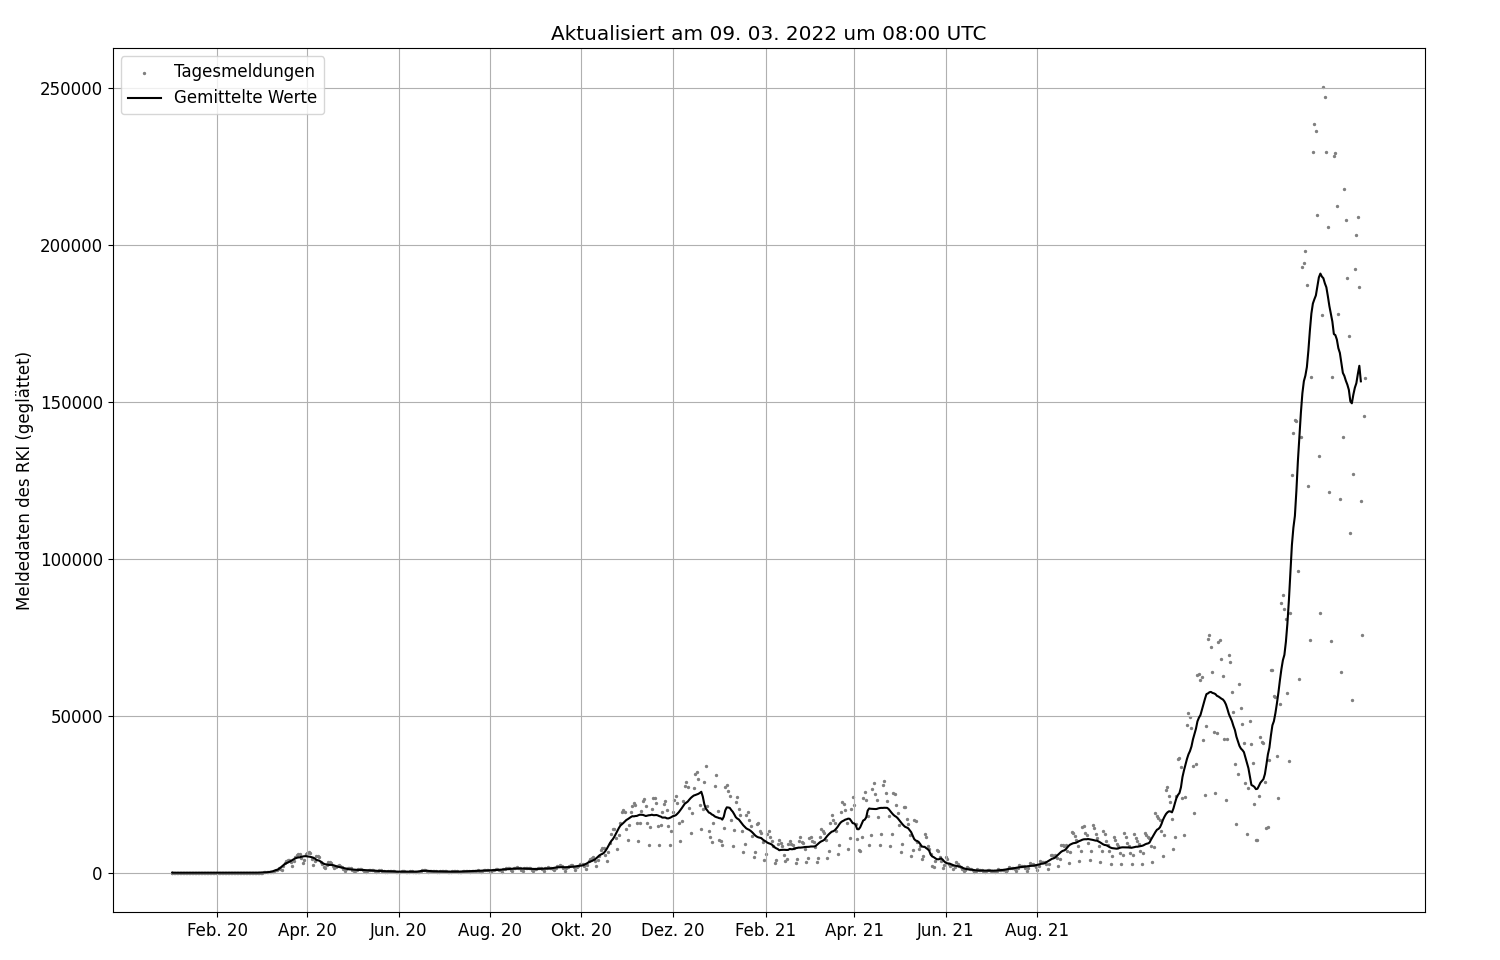 Aktualisiert am 09. 03. 2022 um 08:00 UTC
Tagesmeldungen
Gemittelte Werte
Meldedaten des RKI (geglättet)
250000
200000
150000
100000
50000
0
Feb. 20 Apr. 20 Jun. 20 Aug. 20 Okt. 20 Dez. 20 Feb. 21 Apr. 21 Jun. 21 Aug. 21